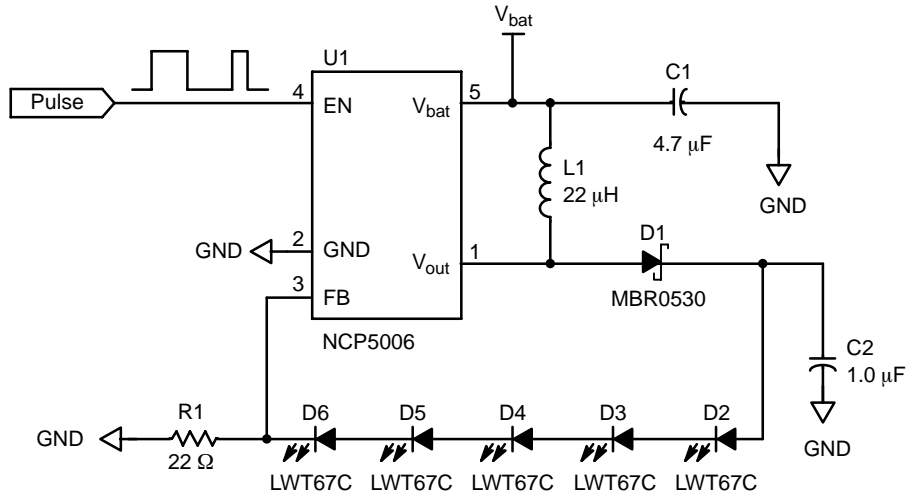 Vbat
U1
C1
Pulse
4
EN
Vbat
5
4.7 μF
L1
22 μH
GND
GND
2
GND
Vout
1
D1
3
FB
MBR0530
NCP5006
C2
1.0 μF
R1
D6
D5
D4
D3
D2
GND
GND
22 Ω
LWT67C
LWT67C
LWT67C
LWT67C
LWT67C